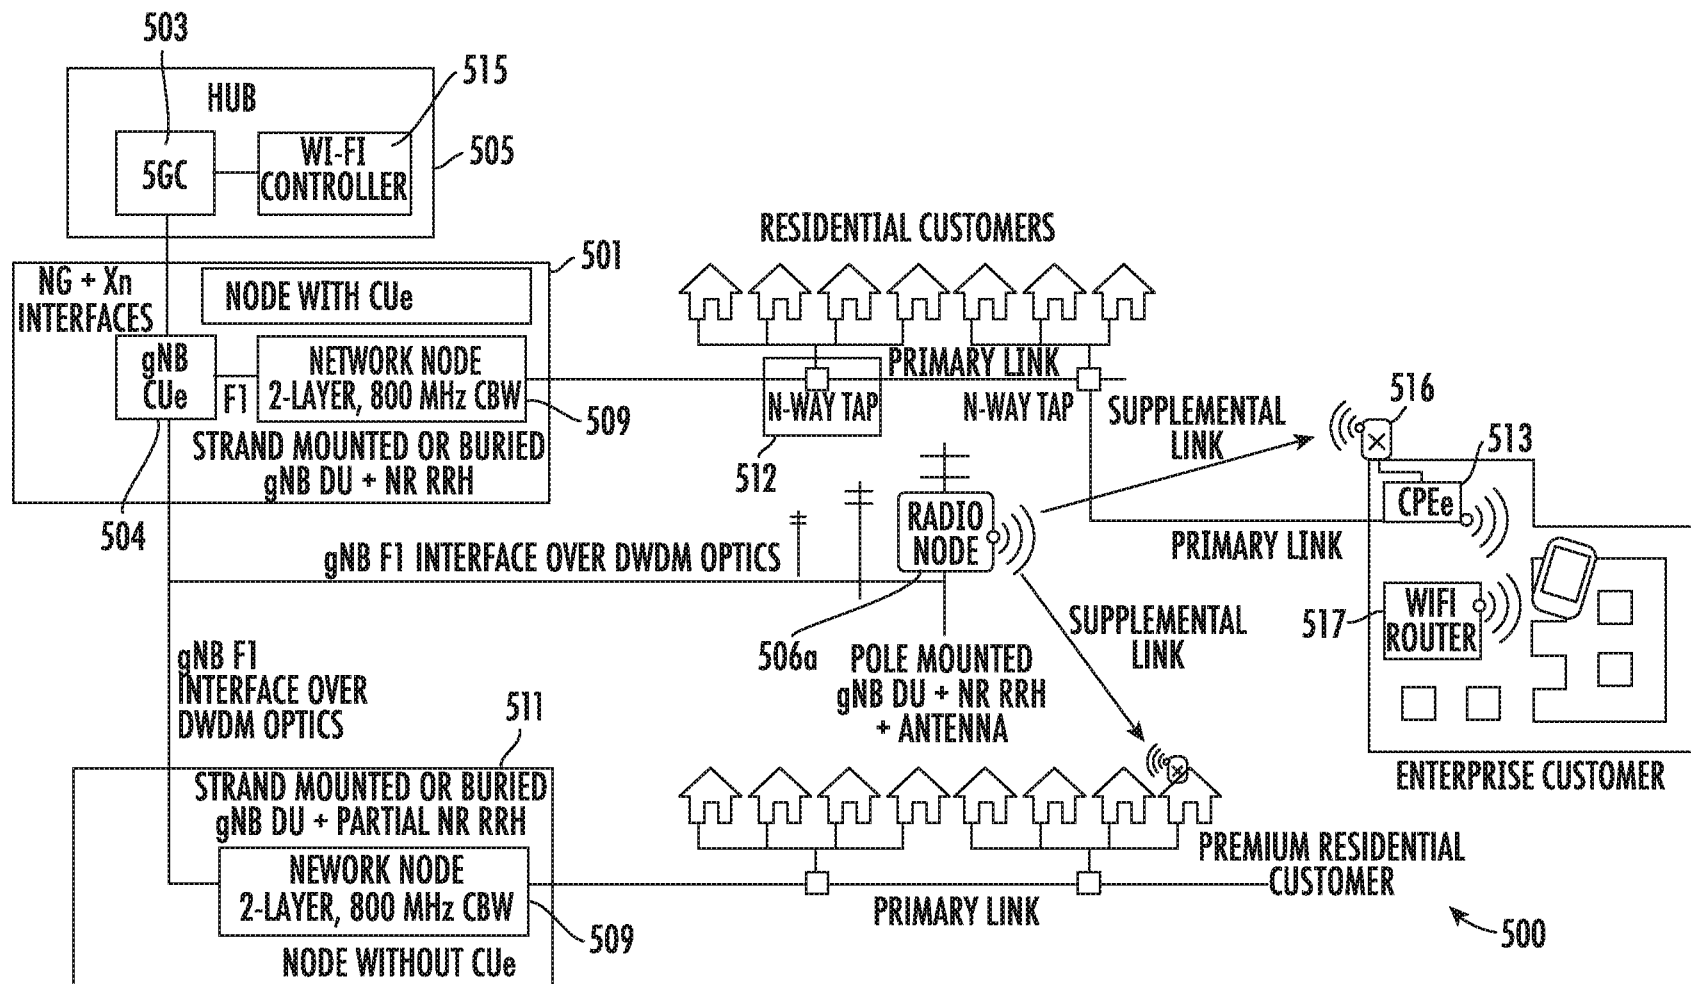 503
HUB
515
5GC
WI-FI
CONTROLLER
505
RESIDENTIAL CUSTOMERS
501
NG + Xn
INTERFACES
NODE WITH CUe
gNB
CUe
F1
NETWORK NODE
2-LAYER, 800 MHz CBW
509
STRAND MOUNTED OR BURIED
gNB DU + NR RRH
504
PRIMARY LINK
N-WAY TAP
N-WAY TAP
512
SUPPLEMENTAL
LINK
516
513
CPEe
RADIO
NODE
PRIMARY LINK
gNB F1 INTERFACE OVER DWDM OPTICS
506a
POLE MOUNTED
gNB DU + NR RRH
+ ANTENNA
SUPPLEMENTAL
LINK
517
WIFI
ROUTER
ENTERPRISE CUSTOMER
gNB F1
INTERFACE OVER
DWDM OPTICS
511
STRAND MOUNTED OR BURIED
gNB DU + PARTIAL NR RRH
NEWORK NODE
2-LAYER, 800 MHz CBW
509
NODE WITHOUT CUe
PRIMARY LINK
PREMIUM RESIDENTIAL
CUSTOMER
500